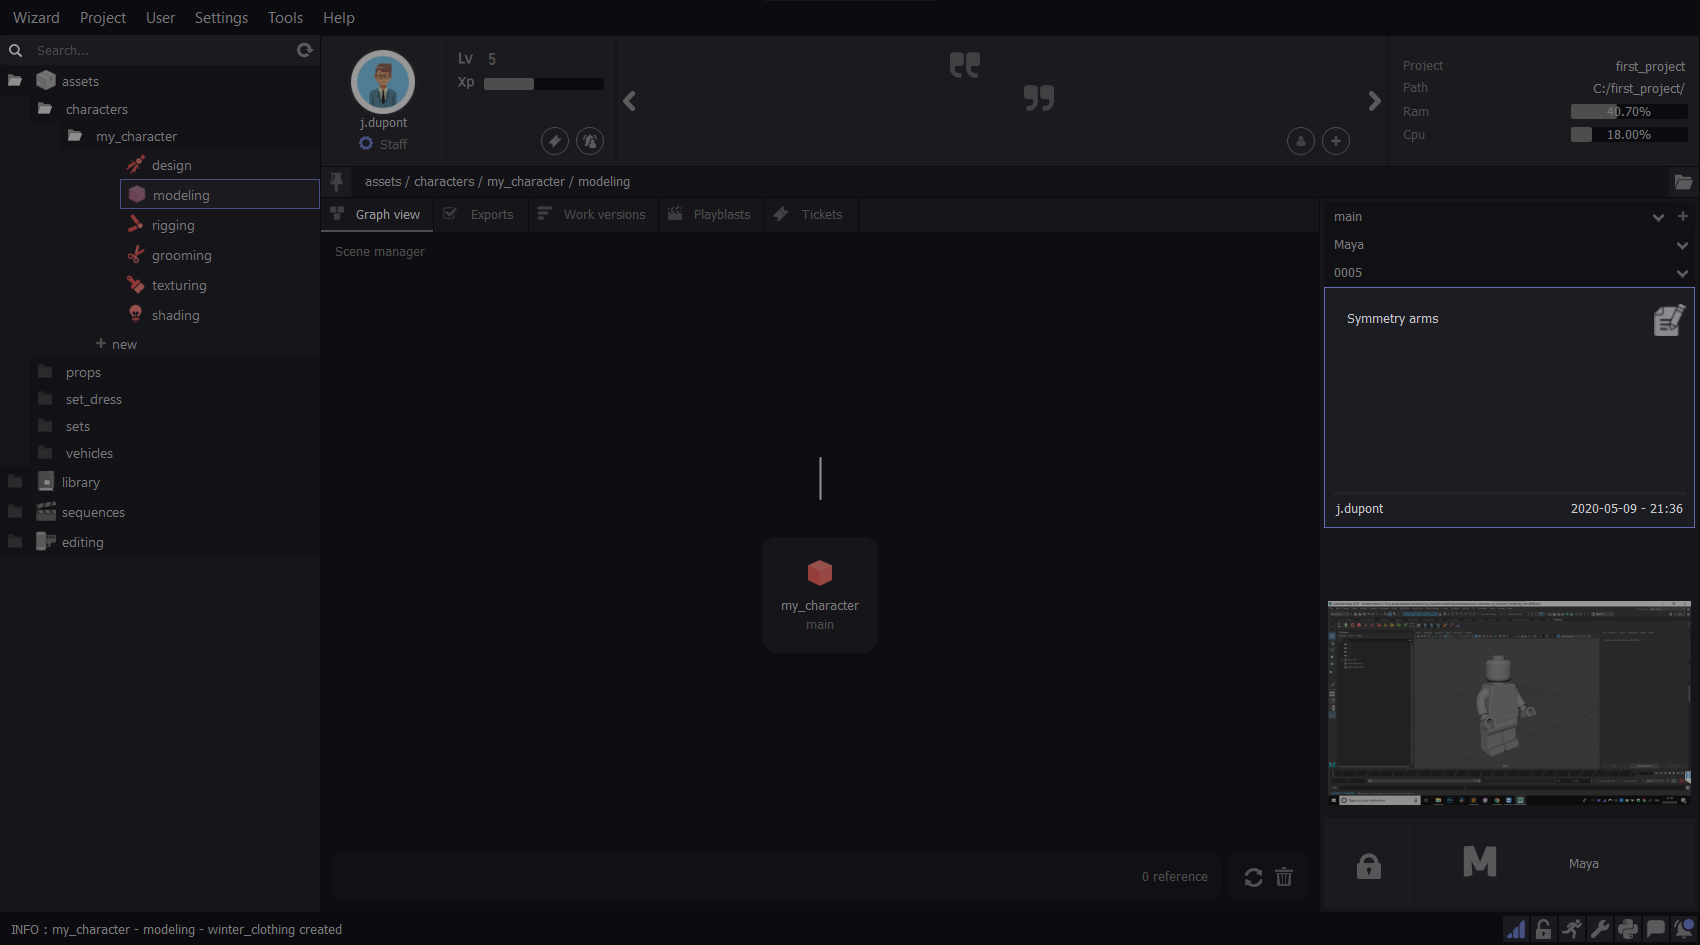 Wizard Project User Settings Tools Help
Search...
assets
characters
my_character
design
modeling
rigging
grooming
texturing
shading
+ new
props
set_dress
sets
vehicles
library
sequences
editing
j.dupont
Staff
Lv 5
Xp
Project first_project
Path C:/first_project/
Ram 40.70%
Cpu 18.00%
assets / characters / my_character / modeling
Graph view Exports Work versions Playblasts Tickets
Scene manager
my_character
main
0 reference
main
Maya
0005
Symmetry arms
j.dupont 2020-05-09 - 21:36
Maya
INFO : my_character - modeling - winter_clothing created